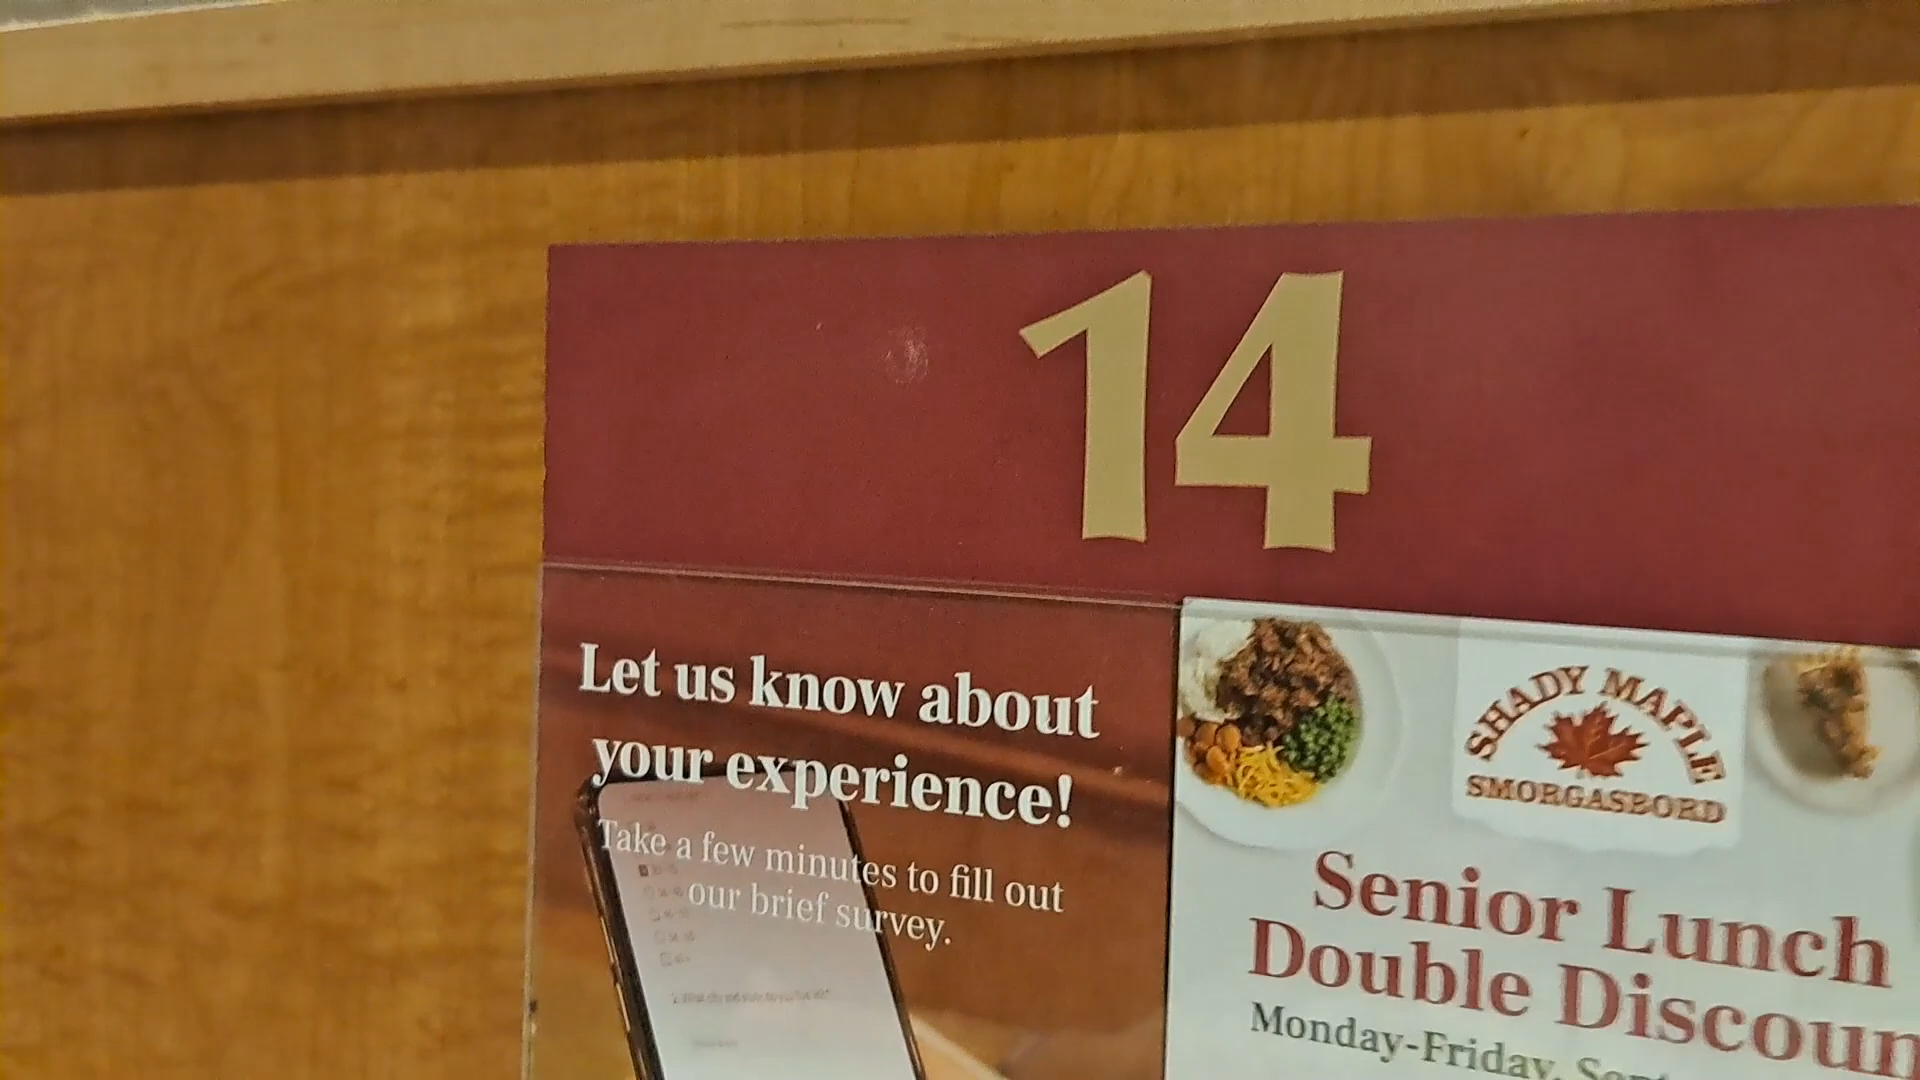 14
Let us know about
your experience!
Take a few minutes to fill out
our brief survey.
SHADY MAPLE
SMORGASBORD
Senior Lunch
Double Discoun
Monday-Friday,